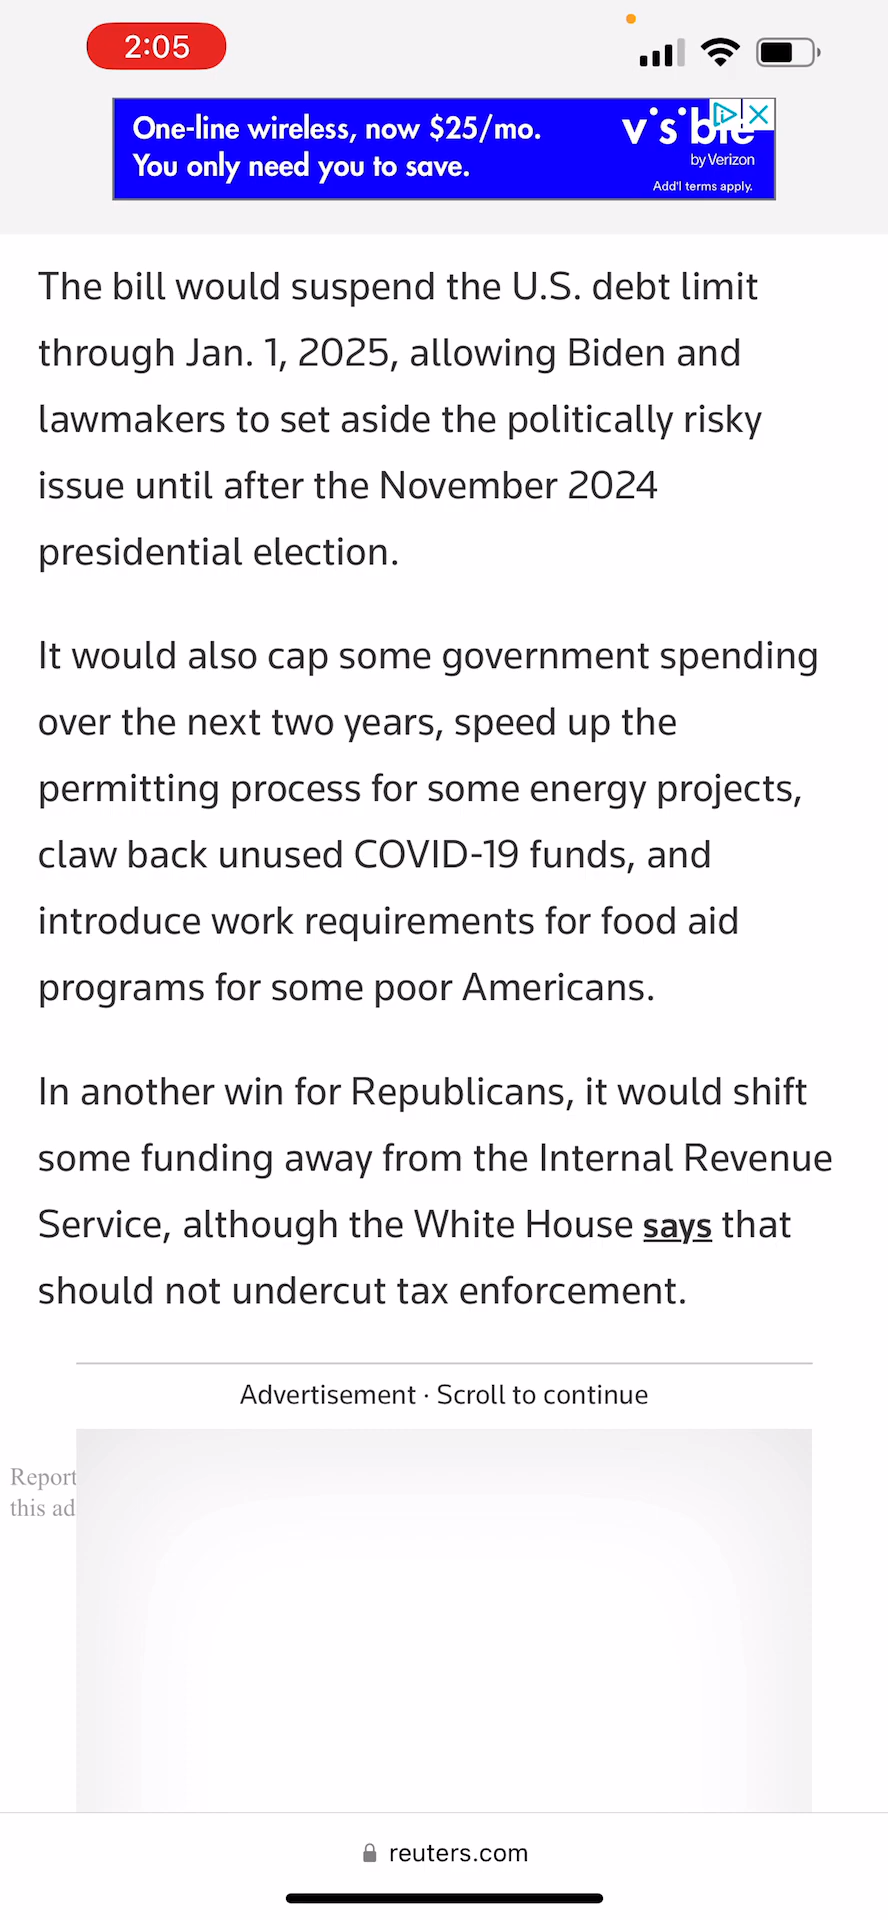 2:05
One-line wireless, now $25/mo.
You only need you to save.
visible
by Verizon
Add'l terms apply.
The bill would suspend the U.S. debt limit
through Jan. 1, 2025, allowing Biden and
lawmakers to set aside the politically risky
issue until after the November 2024
presidential election.
It would also cap some government spending
over the next two years, speed up the
permitting process for some energy projects,
claw back unused COVID-19 funds, and
introduce work requirements for food aid
programs for some poor Americans.
In another win for Republicans, it would shift
some funding away from the Internal Revenue
Service, although the White House says that
should not undercut tax enforcement.
Advertisement · Scroll to continue
Report
this ad
reuters.com